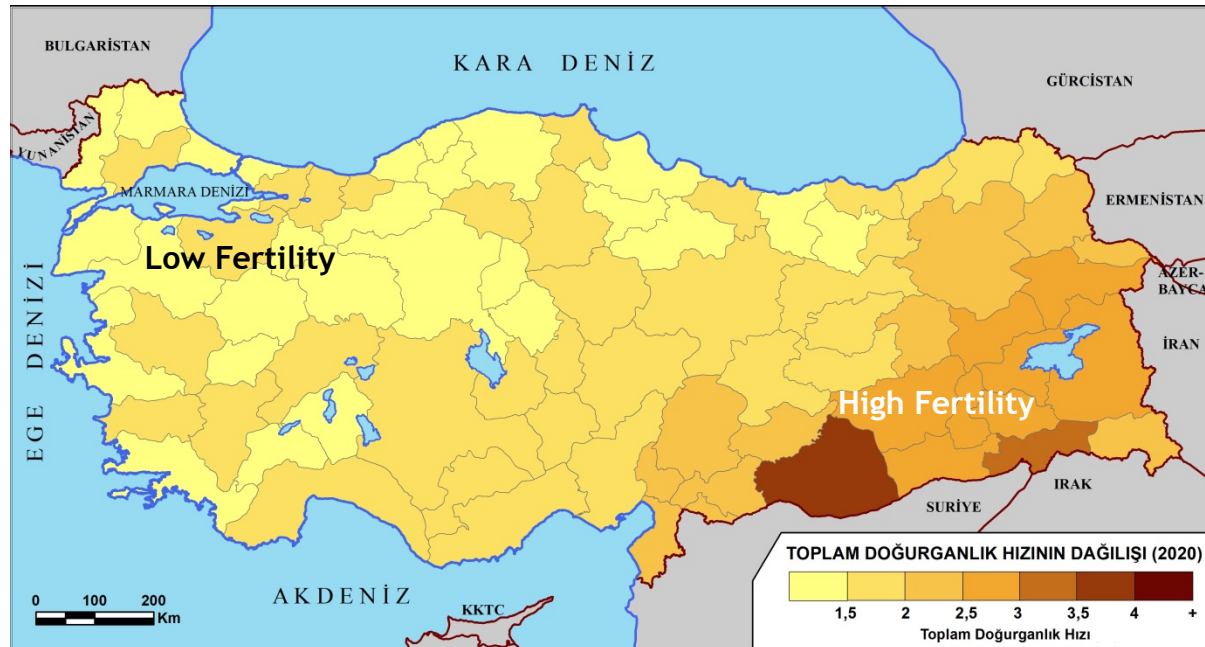 BULGARİSTAN
KARA DENİZ
GÜRCİSTAN
YUNANİSTAN
MARMARA DENİZİ
ERMENİSTAN
Low Fertility
AZER-
BAYCA
EGE DENİZİ
İRAN
High Fertility
IRAK
SURİYE
TOPLAM DOĞURGANLIK HIZININ DAĞILIŞI (2020)
1,5 2 2,5 3 3,5 4 +
Toplam Doğurganlık Hızı
AKDENİZ
KKTC
0 100 200
Km